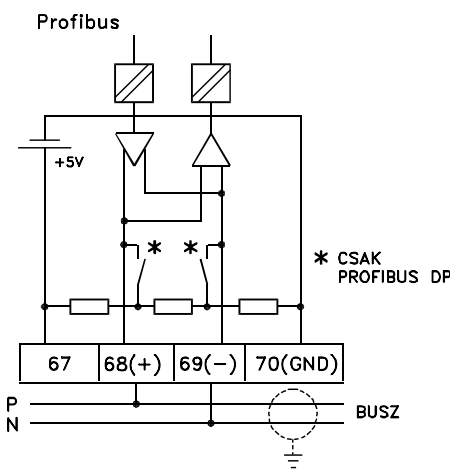 Profibus
+5V
* *
* CSAK
PROFIBUS DP
67 68(+) 69(-) 70(GND)
P
N
BUSZ